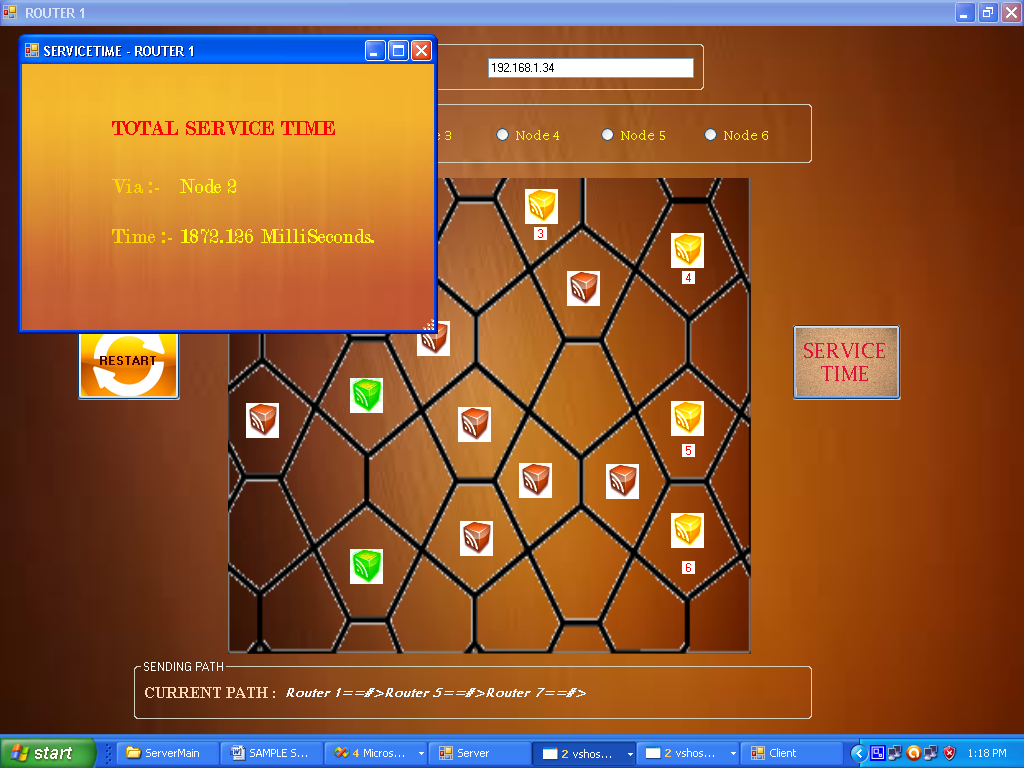 ROUTER 1
SERVICETIME - ROUTER 1
192.168.1.34
TOTAL SERVICE TIME
3
Node 4
Node 5
Node 6
Via :- Node 2
Time :- 1872.126 MilliSeconds.
3
4
RESTART
SERVICE
TIME
5
6
SENDING PATH
CURRENT PATH : Router 1==#>Router 5==#>Router 7==#>
start
ServerMain
SAMPLE S...
4 Micros...
Server
2 vshos...
2 vshos...
Client
1:18 PM